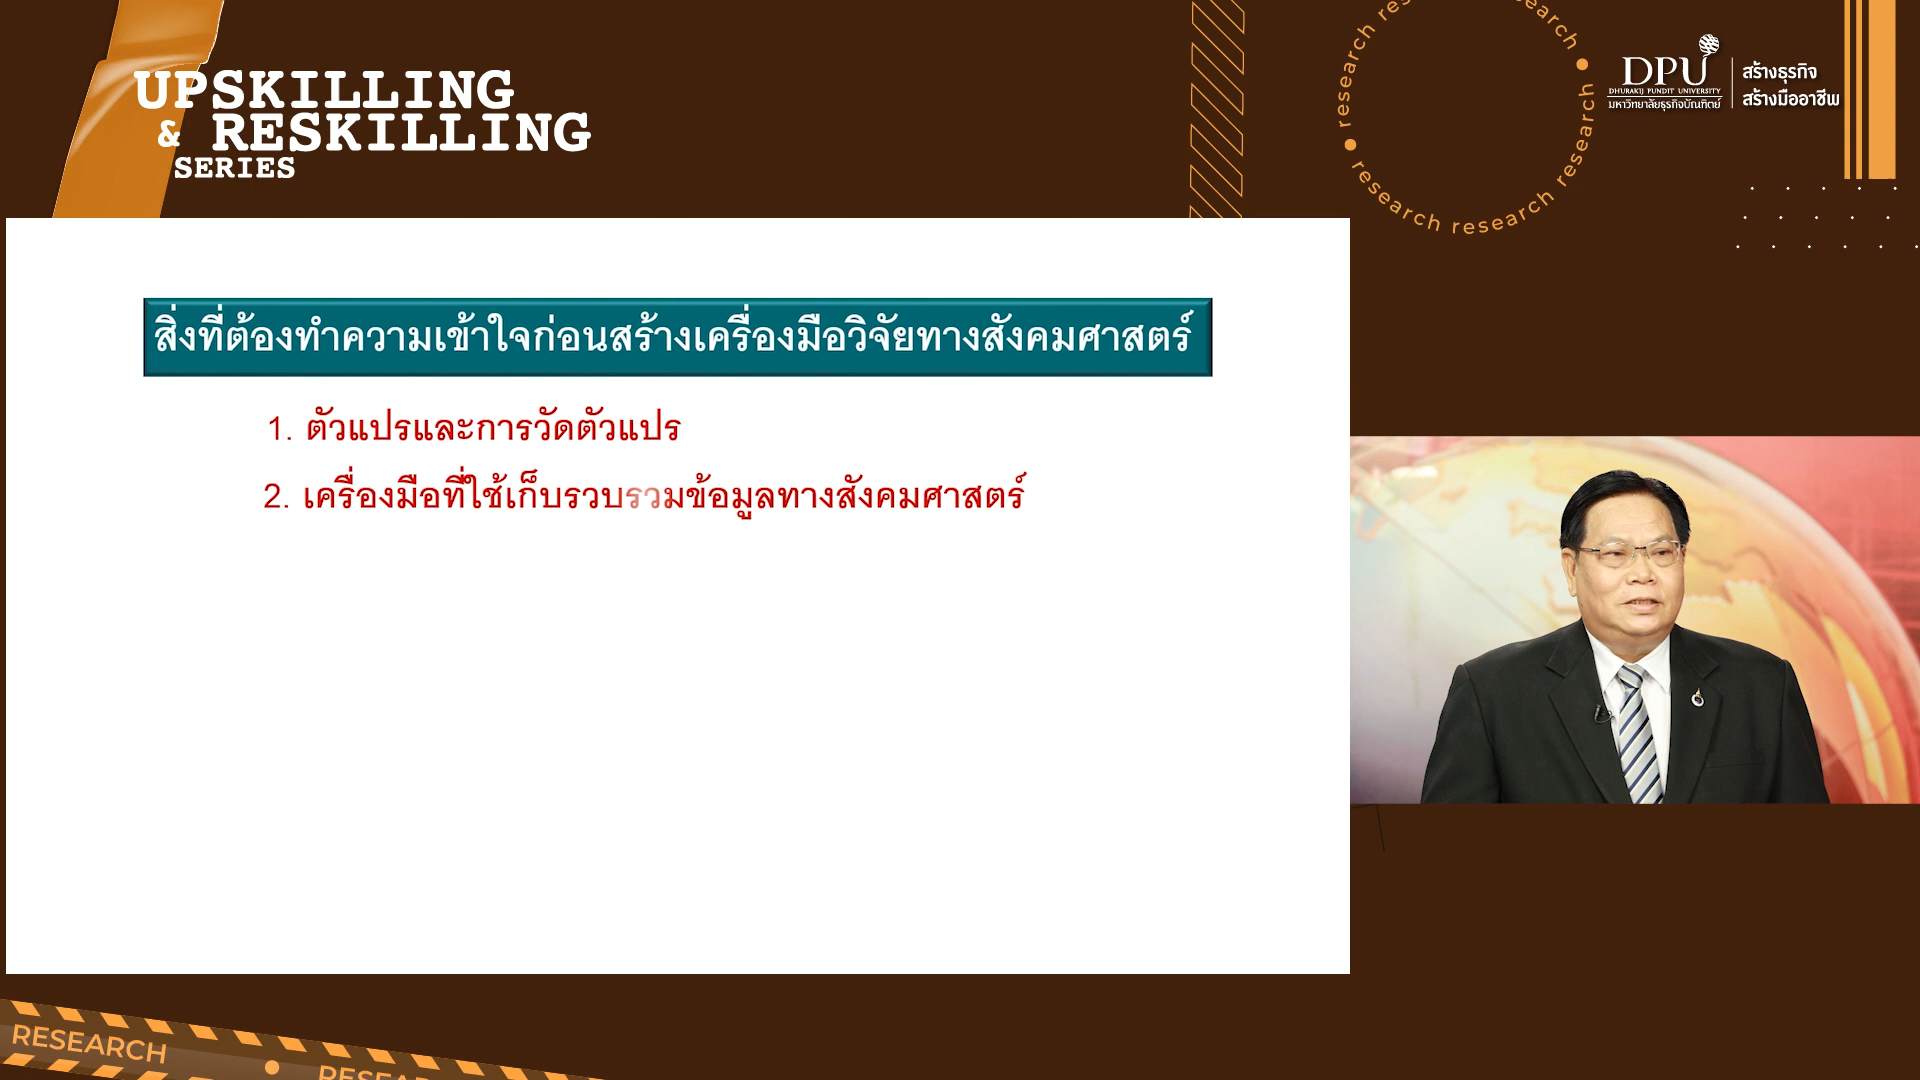 UPSKILLING
& RESKILLING
SERIES
research research research research
DPU
DHURAKIJ PUNDIT UNIVERSITY
มหาวิทยาลัยธุรกิจบัณฑิตย์
สร้างธุรกิจ
สร้างมืออาชีพ
สิ่งที่ต้องทำความเข้าใจก่อนสร้างเครื่องมือวิจัยทางสังคมศาสตร์
1. ตัวแปรและการวัดตัวแปร
2. เครื่องมือที่ใช้เก็บรวบรวมข้อมูลทางสังคมศาสตร์
RESEARCH